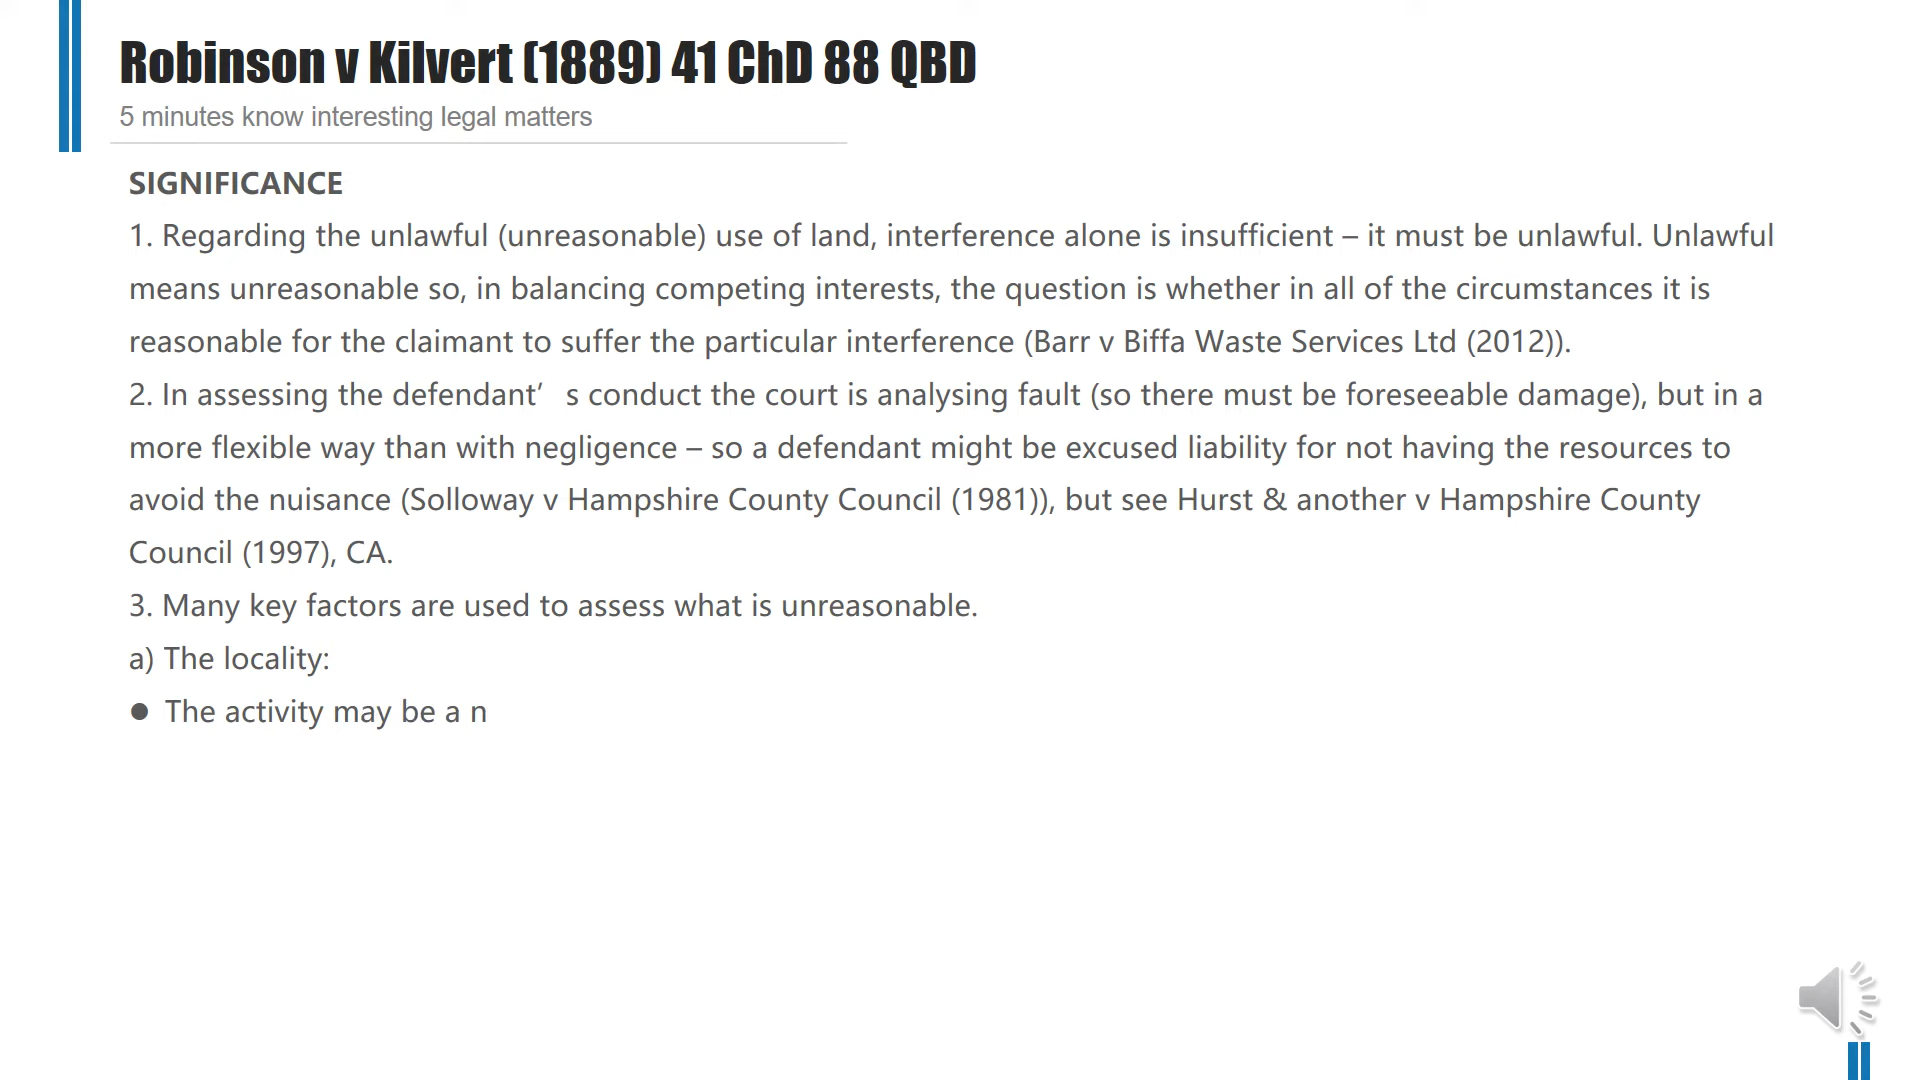 Robinson v Kilvert (1889) 41 ChD 88 QBD
5 minutes know interesting legal matters
SIGNIFICANCE
1. Regarding the unlawful (unreasonable) use of land, interference alone is insufficient – it must be unlawful. Unlawful
means unreasonable so, in balancing competing interests, the question is whether in all of the circumstances it is
reasonable for the claimant to suffer the particular interference (Barr v Biffa Waste Services Ltd (2012)).
2. In assessing the defendant’ s conduct the court is analysing fault (so there must be foreseeable damage), but in a
more flexible way than with negligence – so a defendant might be excused liability for not having the resources to
avoid the nuisance (Solloway v Hampshire County Council (1981)), but see Hurst & another v Hampshire County
Council (1997), CA.
3. Many key factors are used to assess what is unreasonable.
a) The locality:
● The activity may be a n